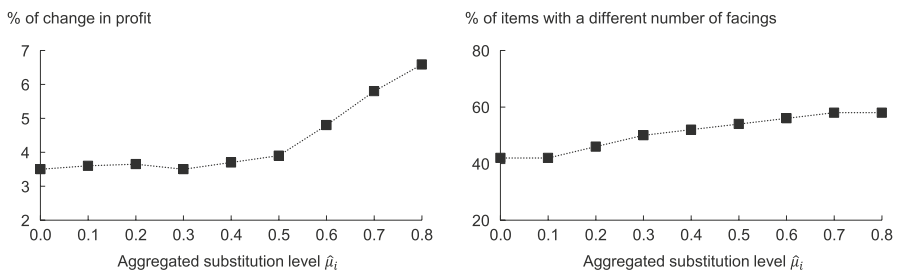 % of change in profit
7
6
5
4
3
2
0.0 0.1 0.2 0.3 0.4 0.5 0.6 0.7 0.8
Aggregated substitution level μ̂ᵢ
% of items with a different number of facings
80
60
40
20
0.0 0.1 0.2 0.3 0.4 0.5 0.6 0.7 0.8
Aggregated substitution level μ̂ᵢ